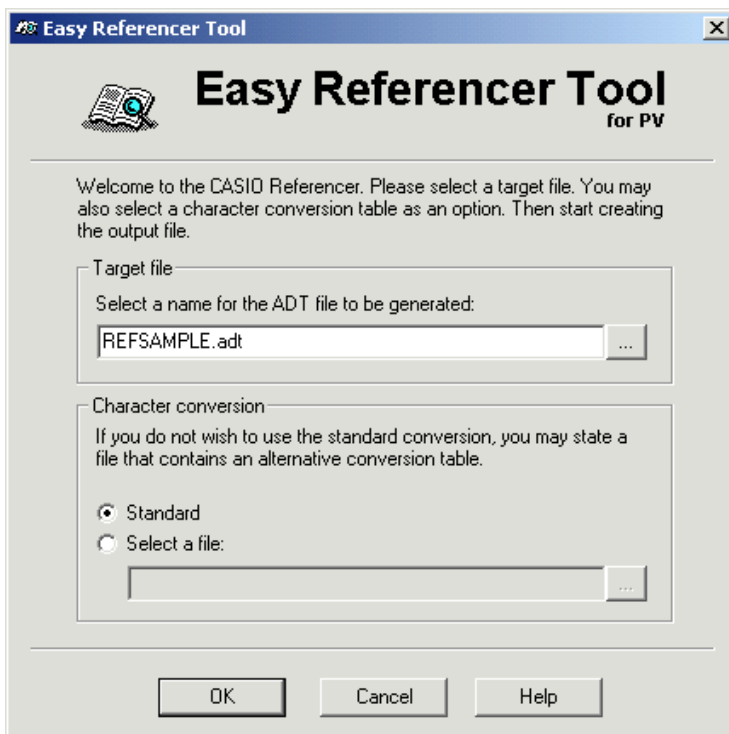 Easy Referencer Tool
Easy Referencer Tool
for PV
Welcome to the CASIO Referencer. Please select a target file. You may
also select a character conversion table as an option. Then start creating
the output file.
Target file
Select a name for the ADT file to be generated:
REFSAMPLE.adt
...
Character conversion
If you do not wish to use the standard conversion, you may state a
file that contains an alternative conversion table.
Standard
Select a file:
...
OK Cancel Help